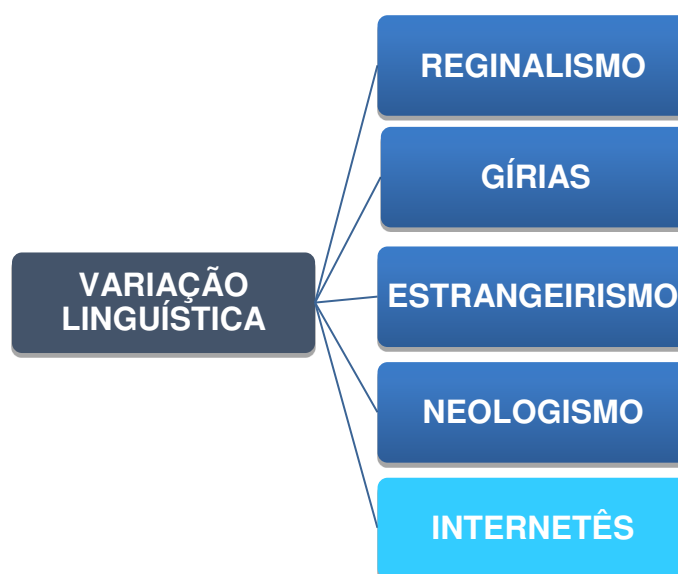 REGINALISMO
GÍRIAS
VARIAÇÃO
LINGUÍSTICA
ESTRANGEIRISMO
NEOLOGISMO
INTERNETÊS